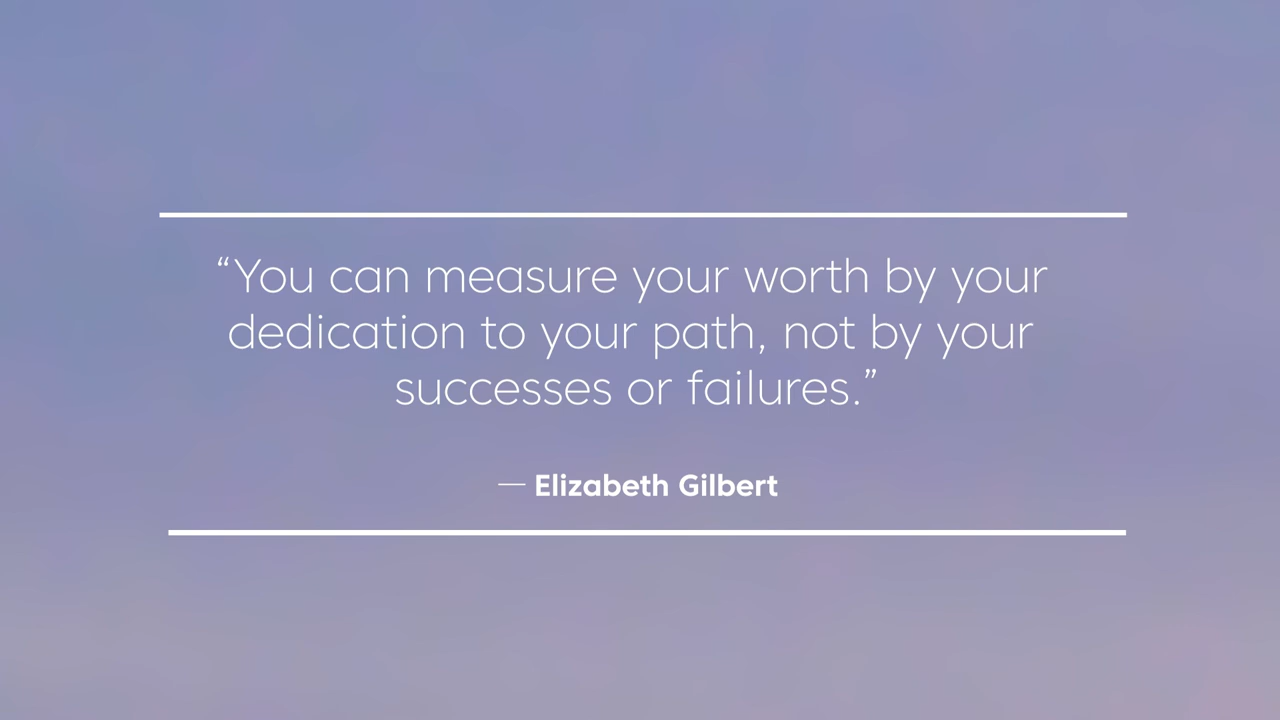 “You can measure your worth by your
dedication to your path, not by your
successes or failures.”
— Elizabeth Gilbert